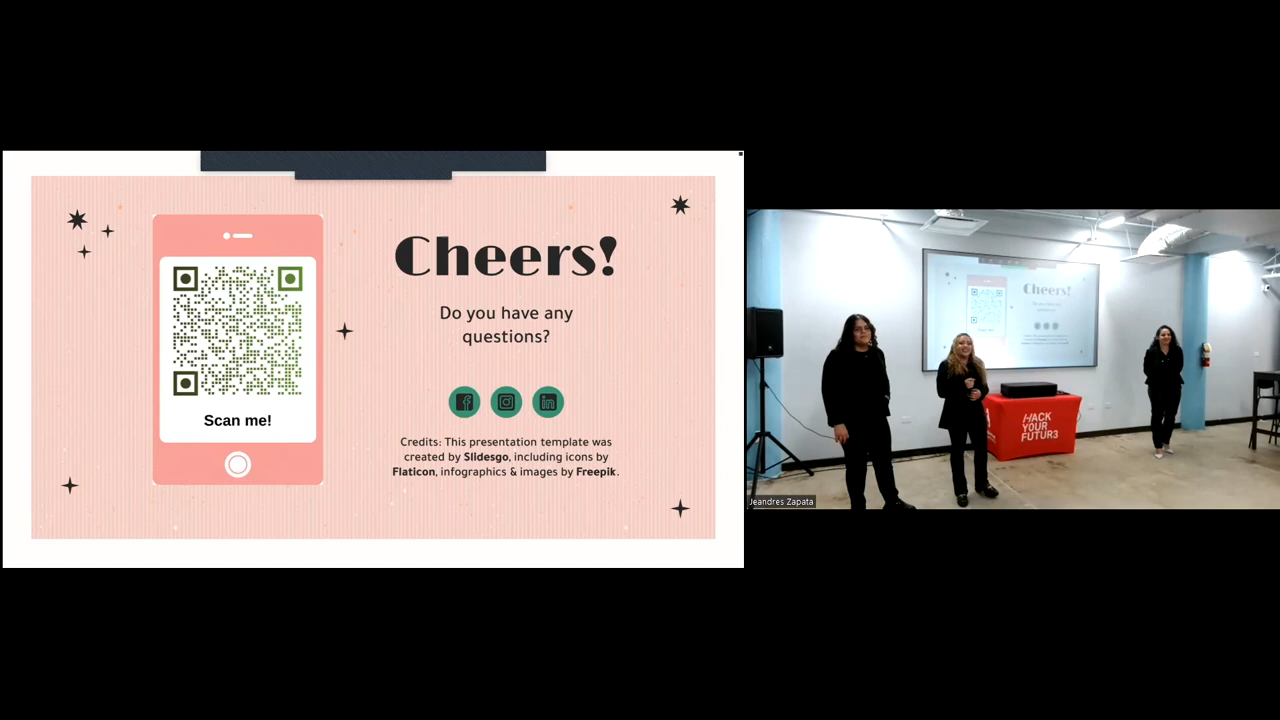 Cheers!
Do you have any
questions?
Scan me!
Credits: This presentation template was
created by Slidesgo, including icons by
Flaticon, infographics & images by Freepik.
Cheers!
HACK
YOUR
FUTUR3
Jeandres Zapata